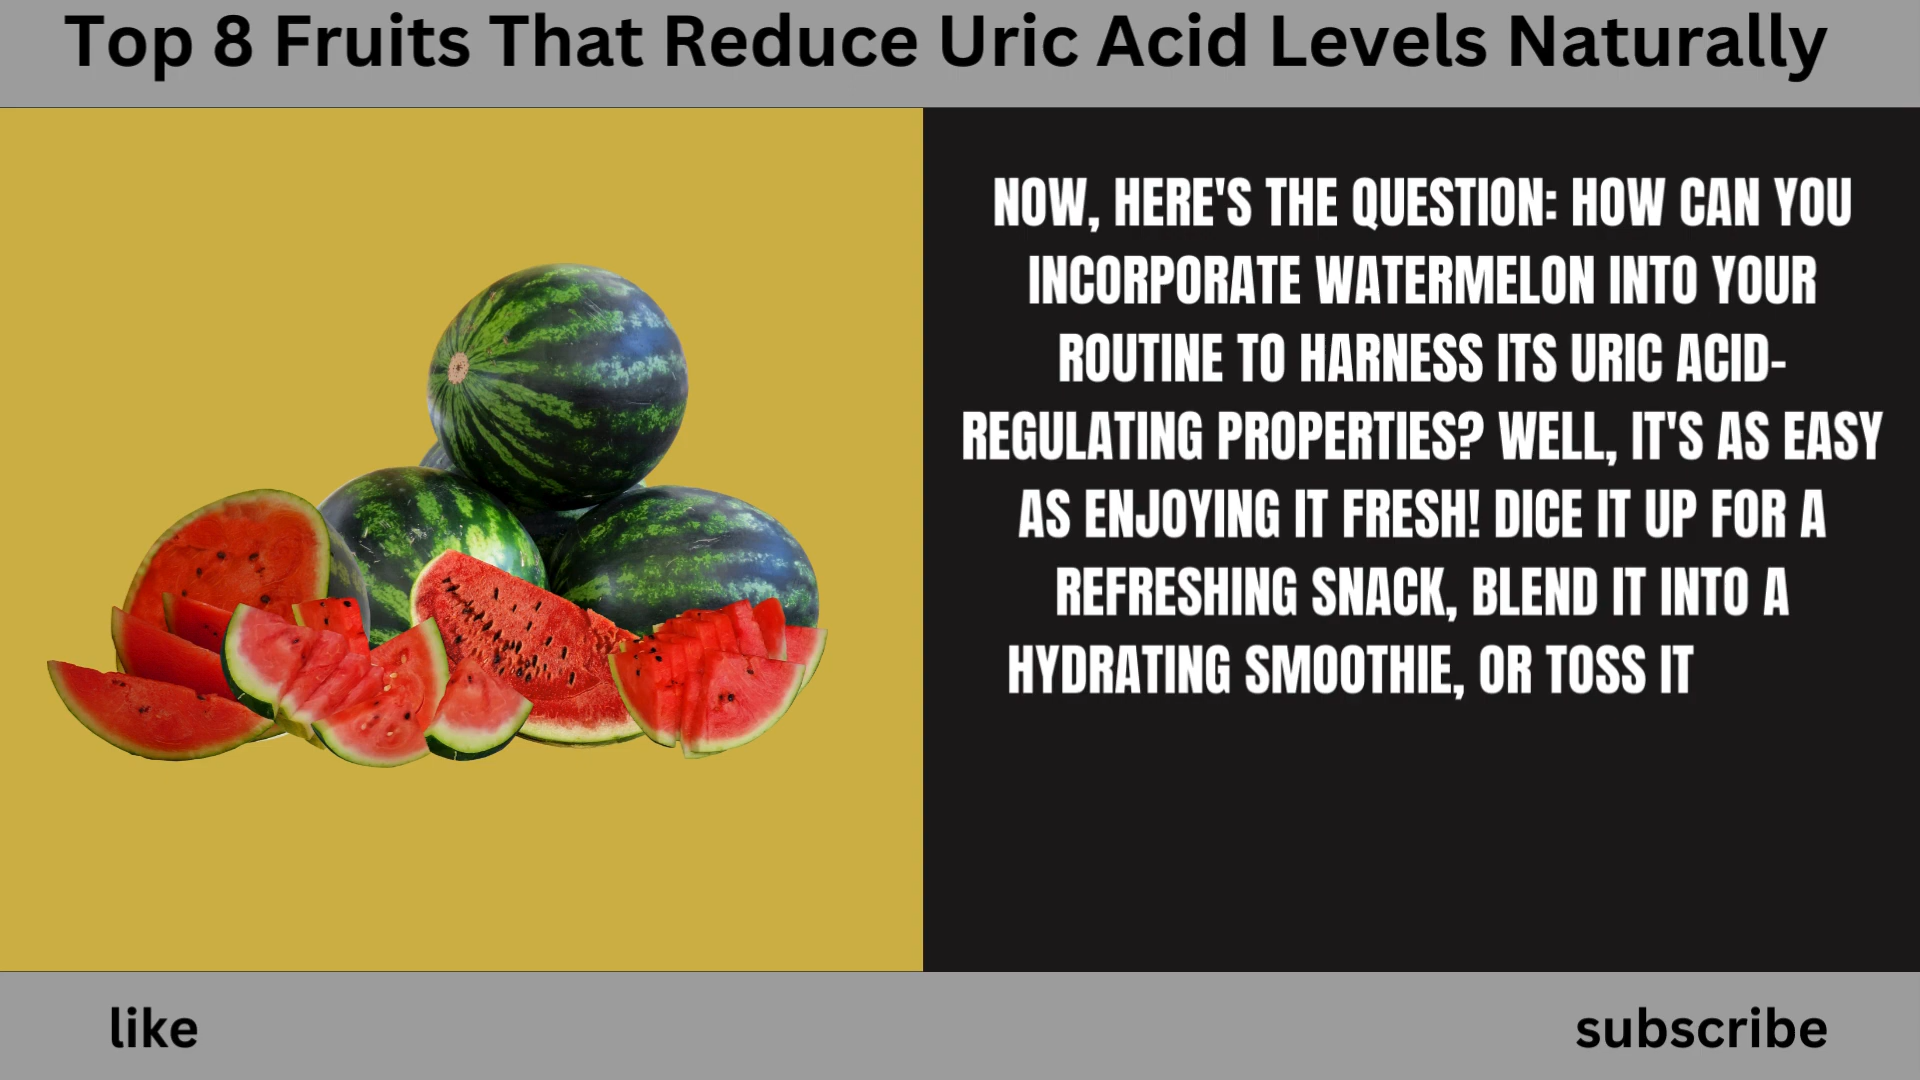 Top 8 Fruits That Reduce Uric Acid Levels Naturally
NOW, HERE'S THE QUESTION: HOW CAN YOU
INCORPORATE WATERMELON INTO YOUR
ROUTINE TO HARNESS ITS URIC ACID-
REGULATING PROPERTIES? WELL, IT'S AS EASY
AS ENJOYING IT FRESH! DICE IT UP FOR A
REFRESHING SNACK, BLEND IT INTO A
HYDRATING SMOOTHIE, OR TOSS IT
like
subscribe